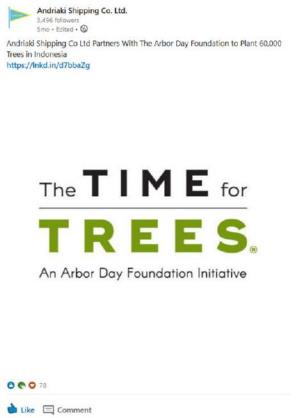 Andriaki Shipping Co. Ltd.
3,496 followers
5mo • Edited •
Andriaki Shipping Co Ltd Partners With The Arbor Day Foundation to Plant 60,000
Trees in Indonesia
https://lnkd.in/d7bbaZg
The TIME for
TREES®
An Arbor Day Foundation Initiative
78
Like Comment